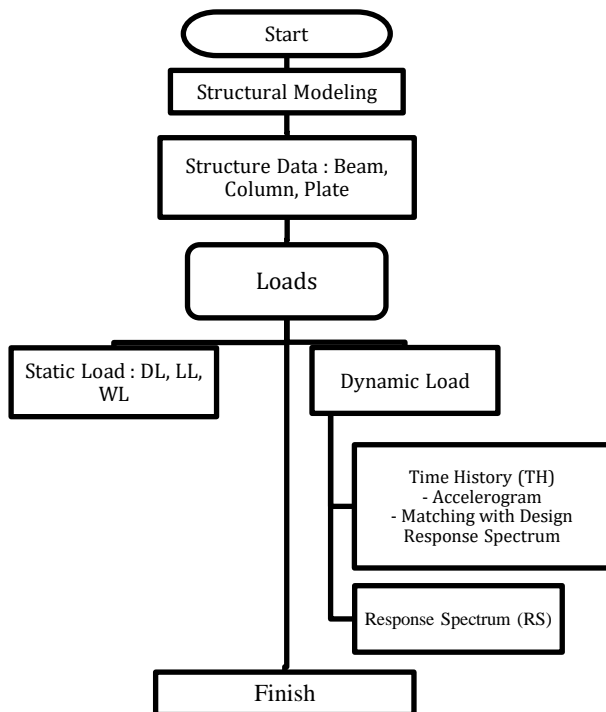 Start
Structural Modeling
Structure Data : Beam,
Column, Plate
Loads
Static Load : DL, LL,
WL
Dynamic Load
Time History (TH)
- Accelerogram
- Matching with Design
Response Spectrum
Response Spectrum (RS)
Finish